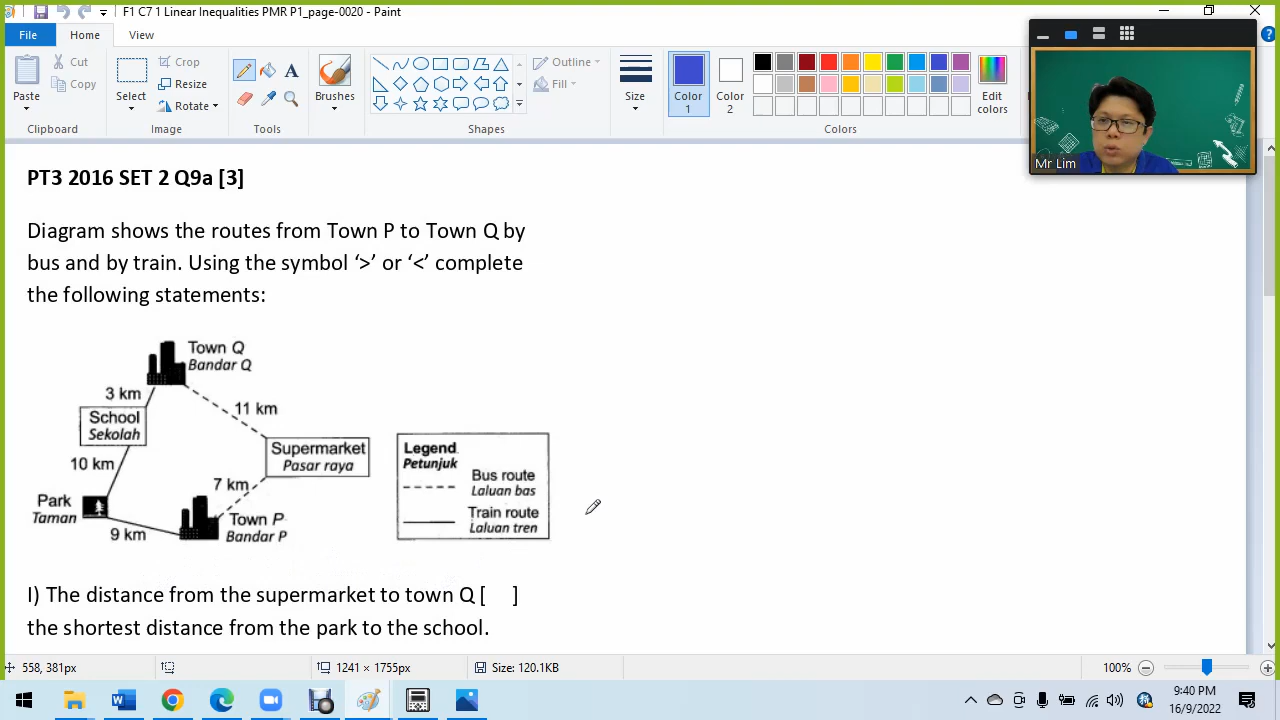 F1 C7 1 Linear Inequalities PMR P1_page-0020 - Paint
File
Home
View
Paste
Cut
Copy
Clipboard
Select
Crop
Resize
Rotate
Image
A
Tools
Brushes
Outline
Fill
Shapes
Size
Color
1
Color
2
Edit
colors
Colors
Mr Lim
PT3 2016 SET 2 Q9a [3]
Diagram shows the routes from Town P to Town Q by
bus and by train. Using the symbol ‘>’ or ‘<’ complete
the following statements:
Town Q
Bandar Q
3 km
11 km
School
Sekolah
Supermarket
Pasar raya
10 km
7 km
Park
Taman
Town P
Bandar P
9 km
Legend
Petunjuk
Bus route
Laluan bas
Train route
Laluan tren
I) The distance from the supermarket to town Q [ ]
the shortest distance from the park to the school.
558, 381px
1241 × 1755px
Size: 120.1KB
100%
9:40 PM
16/9/2022